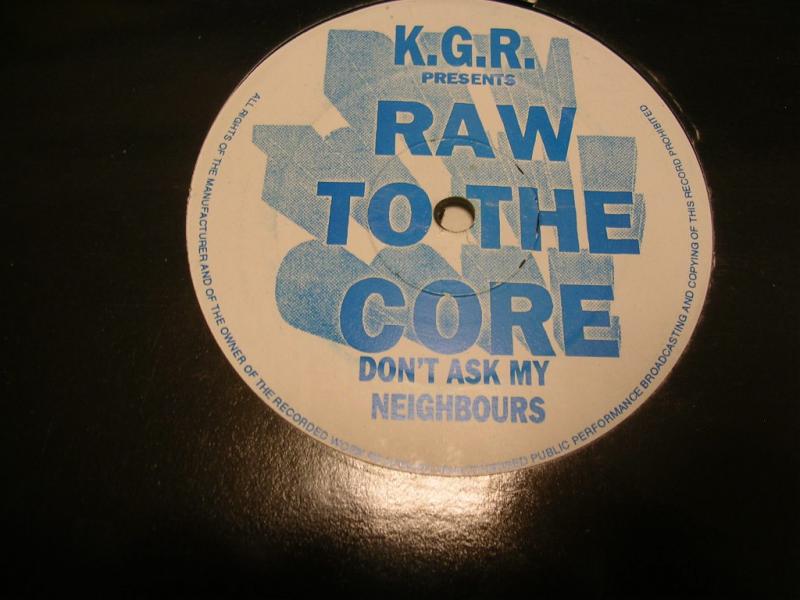 K.G.R.
PRESENTS
RAW
TO THE
CORE
DON'T ASK MY
NEIGHBOURS
ALL RIGHTS OF THE MANUFACTURER AND OF THE OWNER OF THE RECORDED WORK PUBLIC PERFORMANCE BROADCASTING AND COPYING OF THIS RECORD PROHIBITED